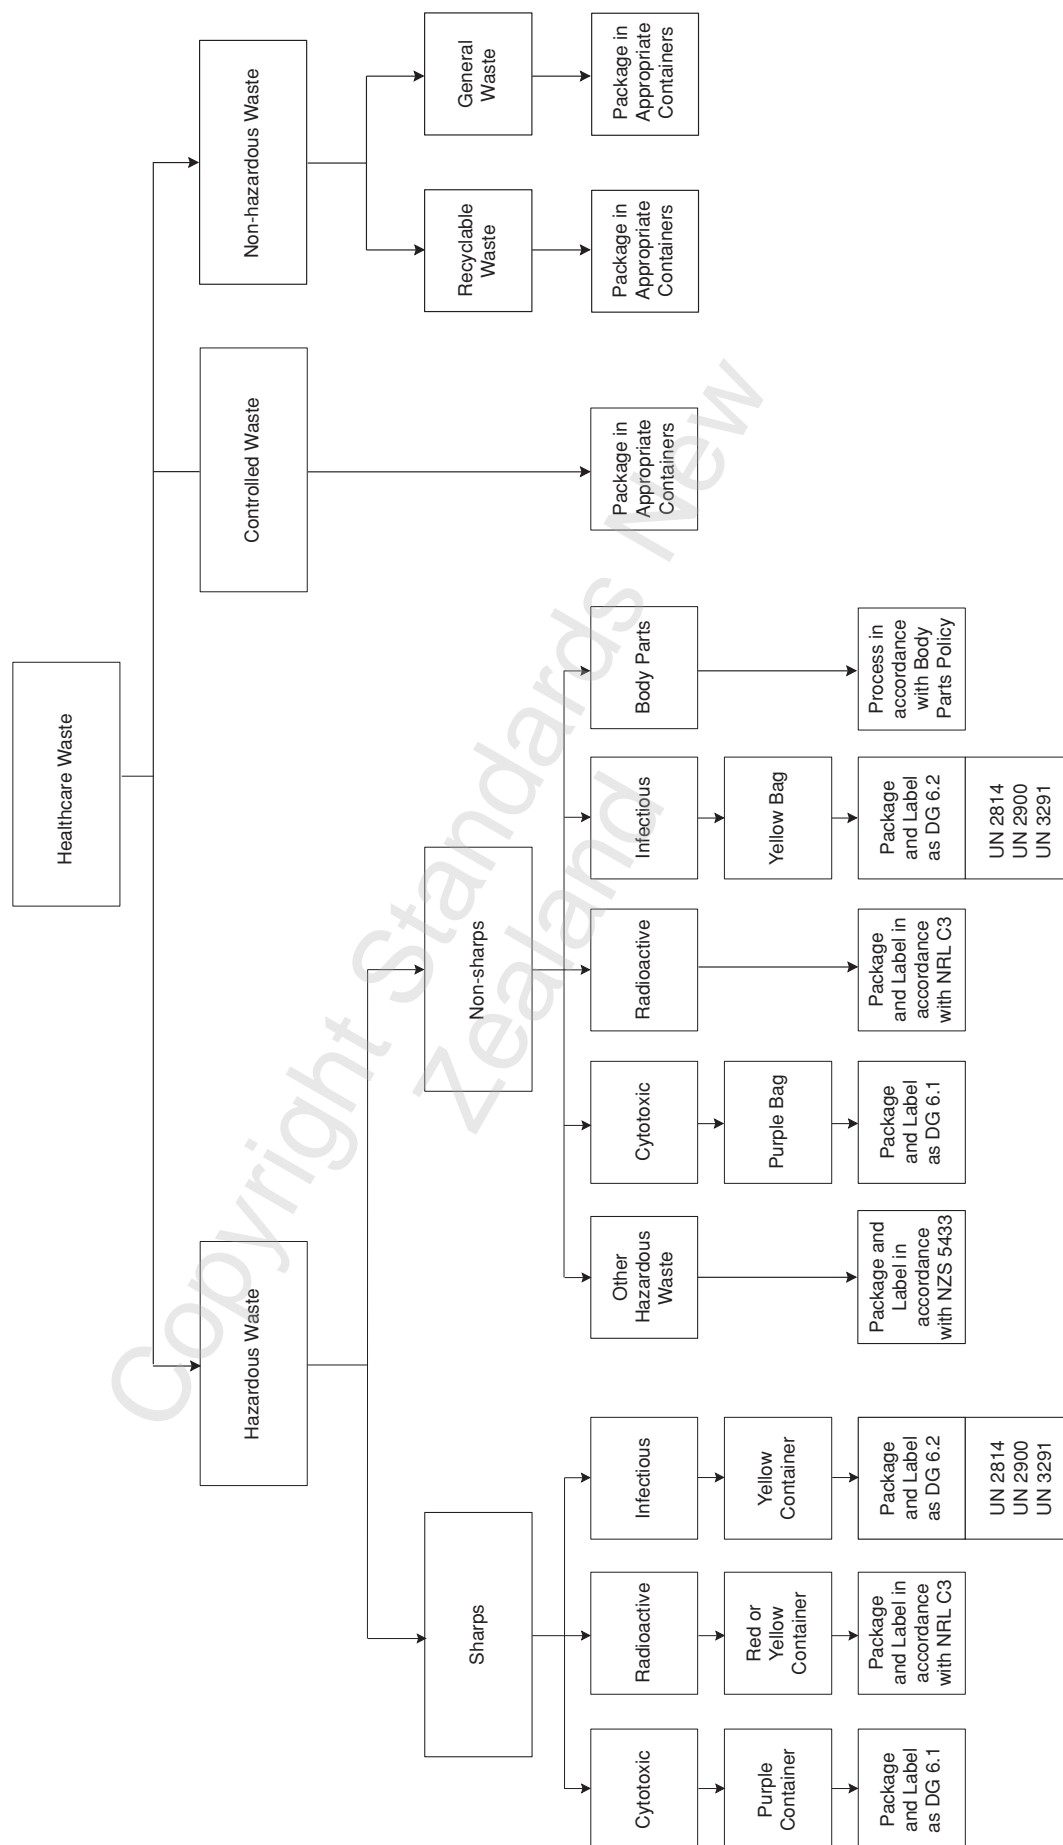 Healthcare Waste
Hazardous Waste
Controlled Waste
Non-hazardous Waste
Sharps
Non-sharps
Recyclable
Waste
General
Waste
Cytotoxic
Radioactive
Infectious
Other
Hazardous
Waste
Cytotoxic
Radioactive
Infectious
Body Parts
Package in
Appropriate
Containers
Package in
Appropriate
Containers
Package in
Appropriate
Containers
Purple
Container
Red or
Yellow
Container
Yellow
Container
Purple Bag
Yellow Bag
Package
and Label
as DG 6.1
Package
and Label in
accordance
with NRL C3
Package
and Label
as DG 6.2
Package and
Label in
accordance
with NZS 5433
Package
and Label
as DG 6.1
Package
and Label in
accordance
with NRL C3
Package
and Label
as DG 6.2
Process in
accordance
with Body
Parts Policy
UN 2814
UN 2900
UN 3291
UN 2814
UN 2900
UN 3291
Copyright Standards New
Zealand